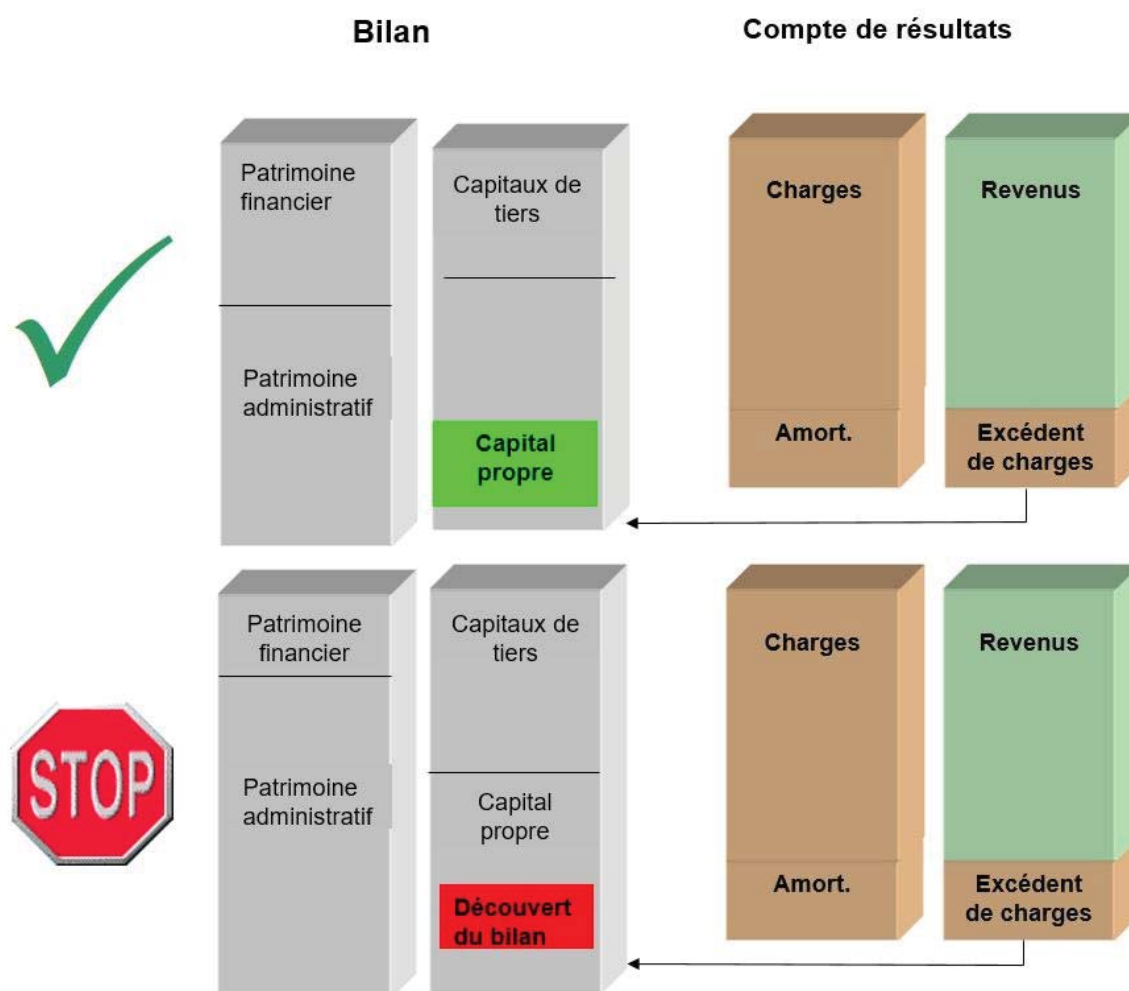 Bilan
Compte de résultats
Patrimoine
financier
Capitaux de
tiers
Charges
Revenus
Patrimoine
administratif
Capital
propre
Amort.
Excédent
de charges
Patrimoine
financier
Capitaux de
tiers
Charges
Revenus
STOP
Patrimoine
administratif
Capital
propre
Découvert
du bilan
Amort.
Excédent
de charges